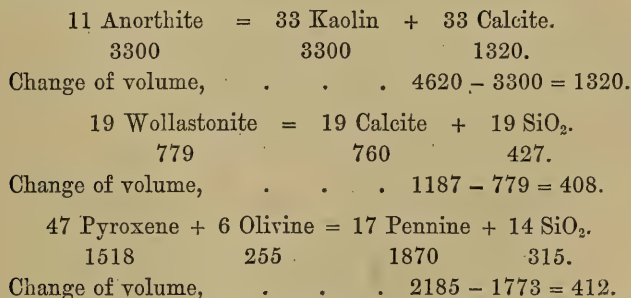 11 Anorthite = 33 Kaolin + 33 Calcite.
3300 3300 1320.
Change of volume, . . . 4620 – 3300 = 1320.
19 Wollastonite = 19 Calcite + 19 SiO₂.
779 760 427.
Change of volume, . . . 1187 – 779 = 408.
47 Pyroxene + 6 Olivine = 17 Pennine + 14 SiO₂.
1518 255 1870 315.
Change of volume, . . . 2185 – 1773 = 412.